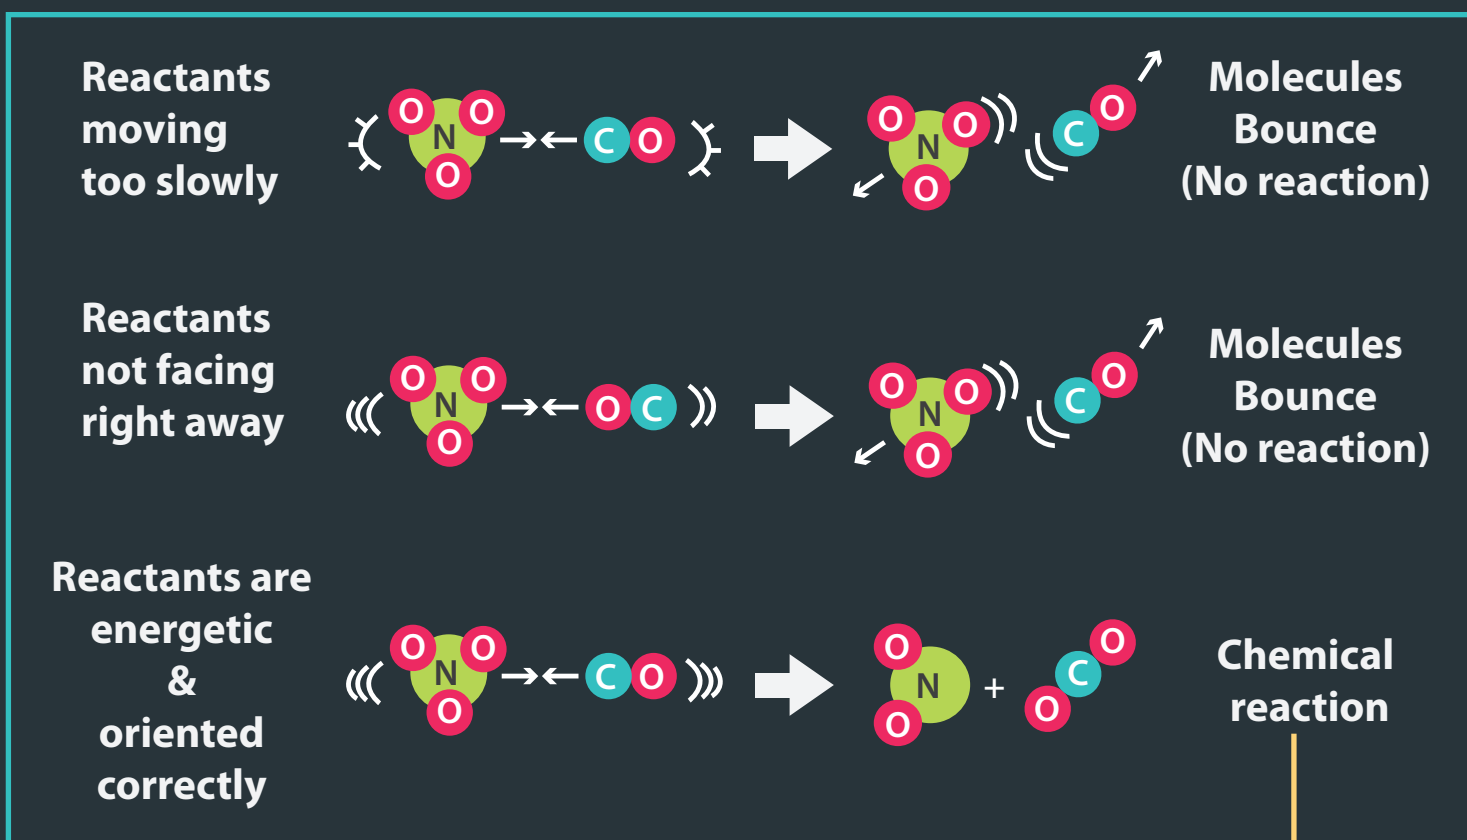 Reactants
moving
too slowly
O O
N
O
C O
O O
N
O
C O
Molecules
Bounce
(No reaction)
Reactants
not facing
right away
O O
N
O
O C
O O
N
O
C O
Molecules
Bounce
(No reaction)
Reactants are
energetic
&
oriented
correctly
O O
N
O
C O
O
N
O
+
O
C
O
Chemical
reaction